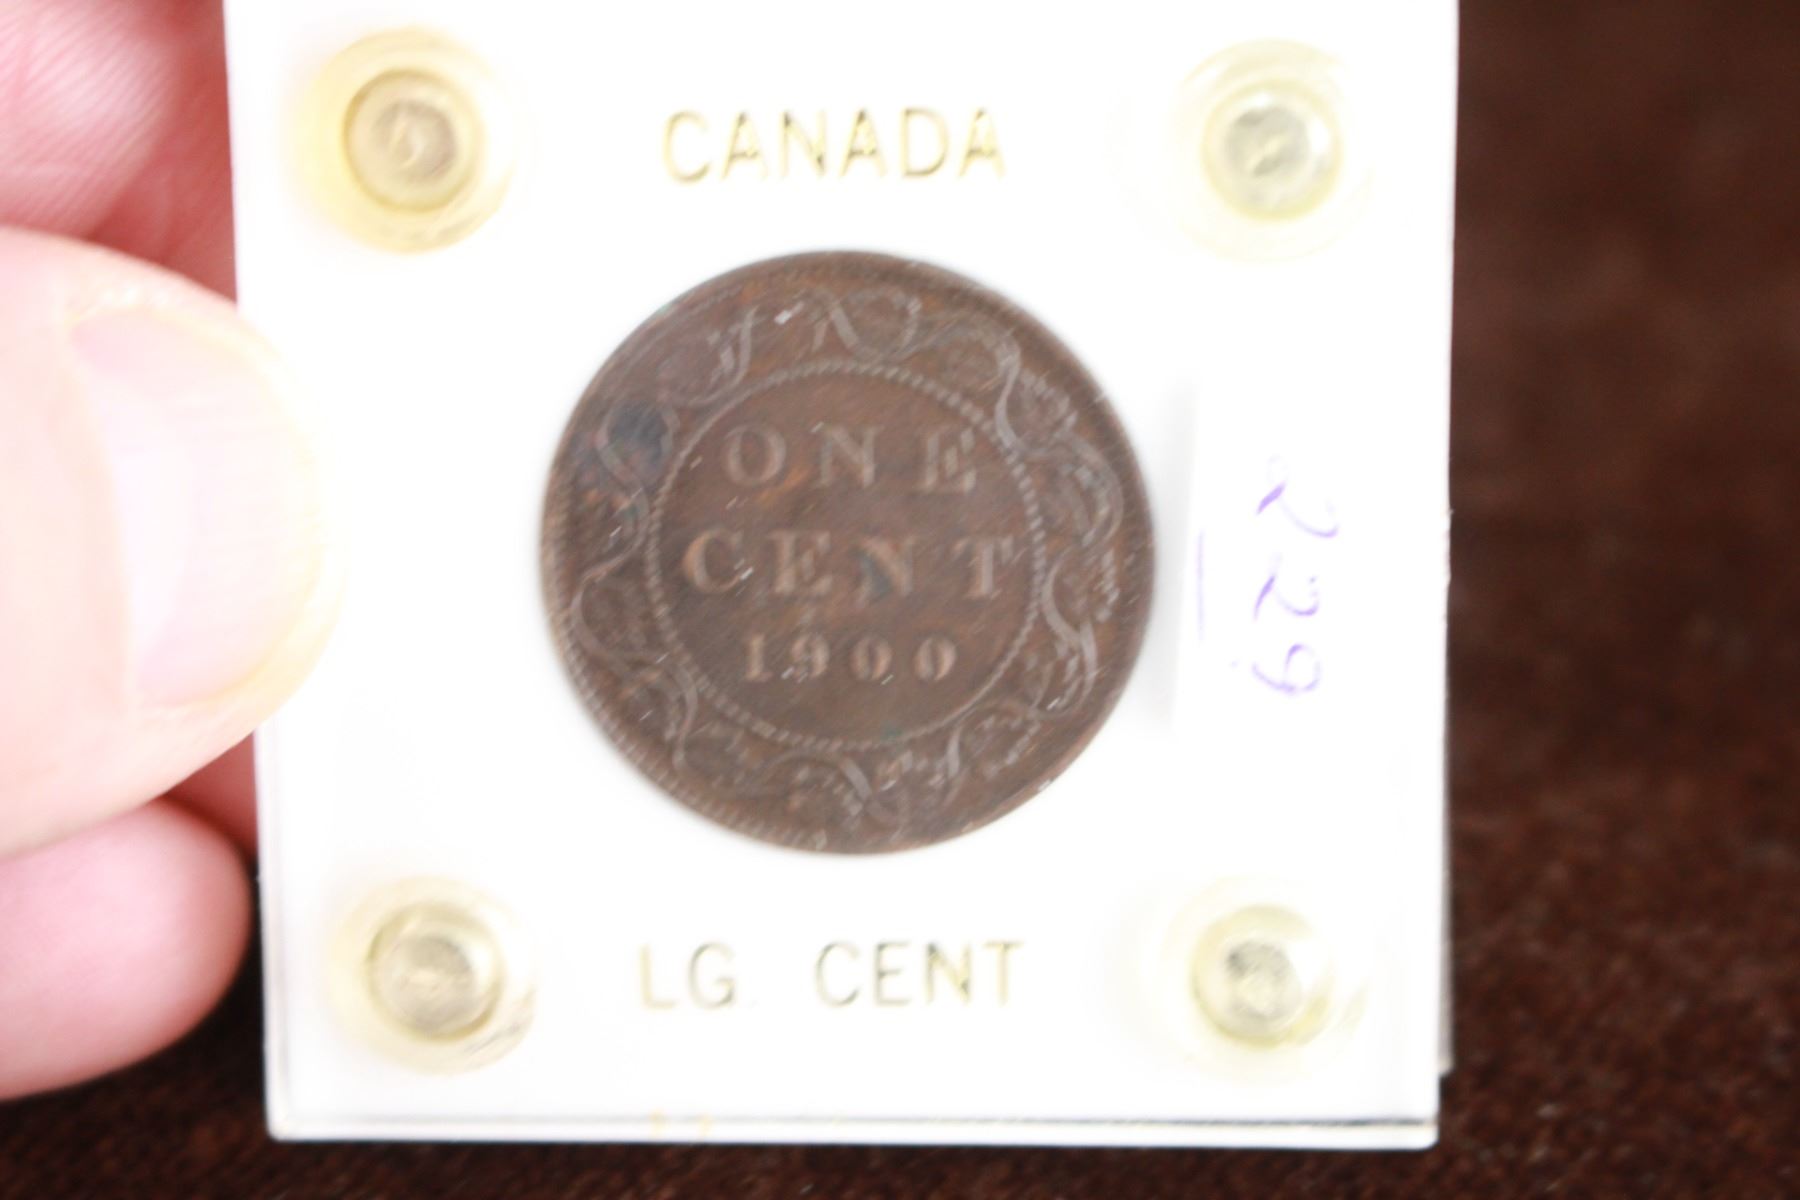 CANADA
ONE
CENT
1900
LG. CENT
229